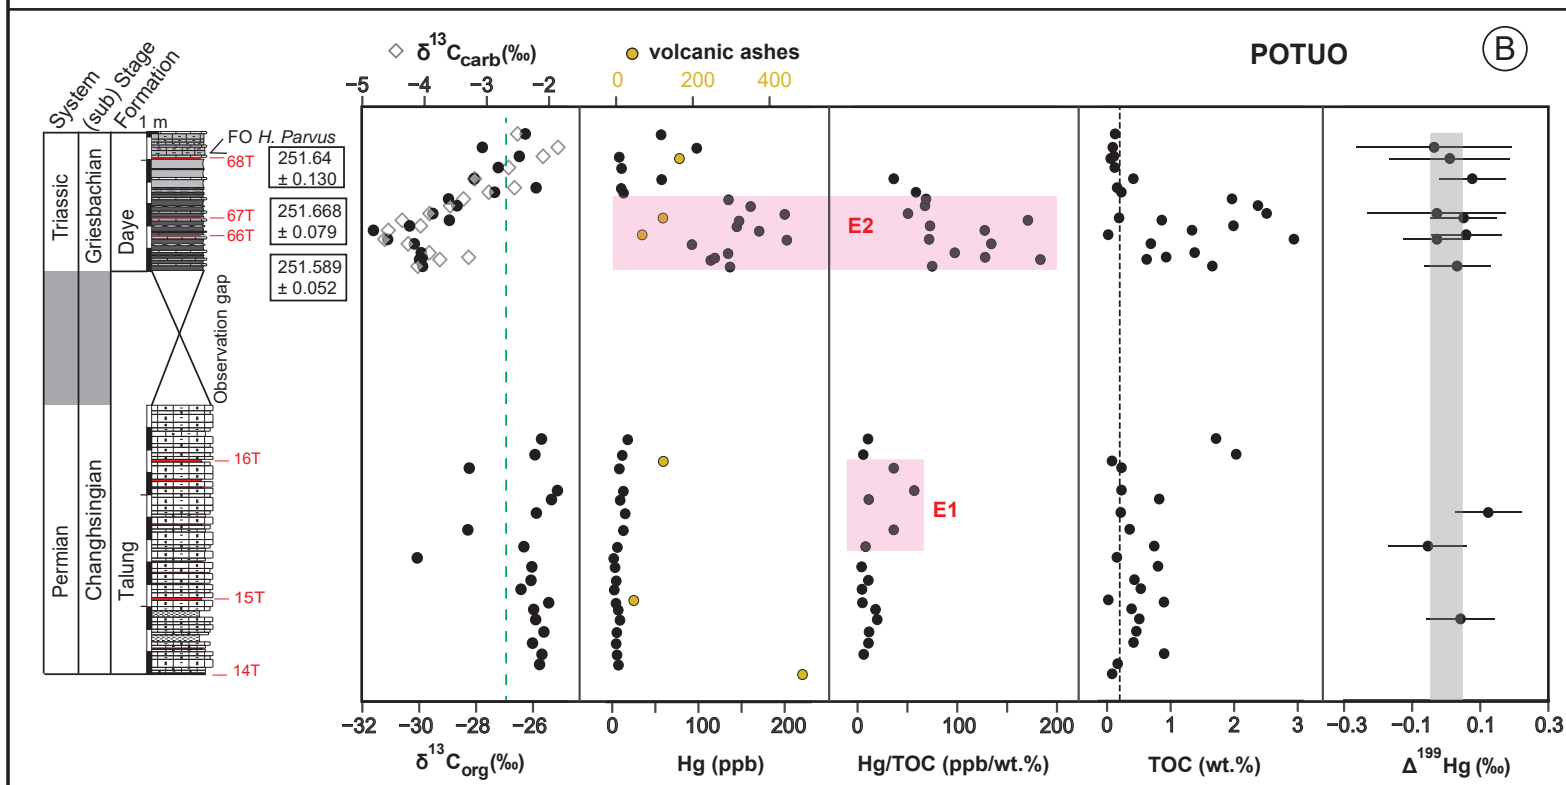 δ¹³Ccarb(‰)
volcanic ashes
POTUO
B
0 200 400
−5 −4 −3 −2
System
(sub) Stage
Formation
1 m
FO H. Parvus
68T
251.64
± 0.130
67T
251.668
± 0.079
66T
251.589
± 0.052
Triassic
Griesbachian
Daye
E2
Observation gap
Permian
Changhsingian
Talung
16T
E1
15T
14T
−32 −30 −28 −26
0 100 200
0 100 200
0 1 2 3
−0.3 −0.1 0.1 0.3
δ¹³Corg(‰)
Hg (ppb)
Hg/TOC (ppb/wt.%)
TOC (wt.%)
Δ¹⁹⁹Hg (‰)